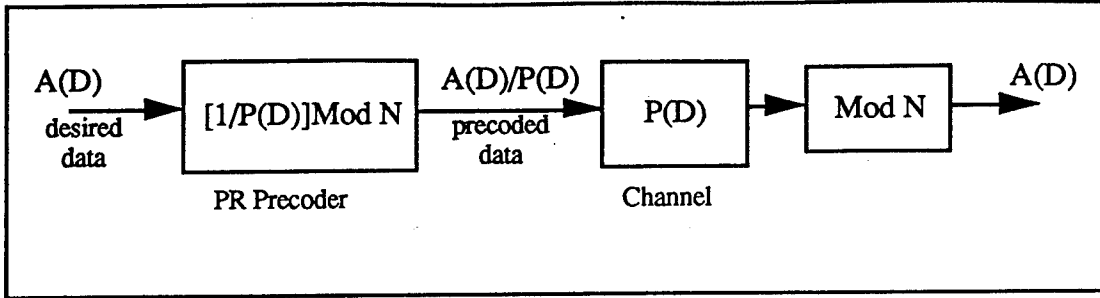 A(D)
desired
data
[1/P(D)]Mod N
PR Precoder
A(D)/P(D)
precoded
data
P(D)
Channel
Mod N
A(D)